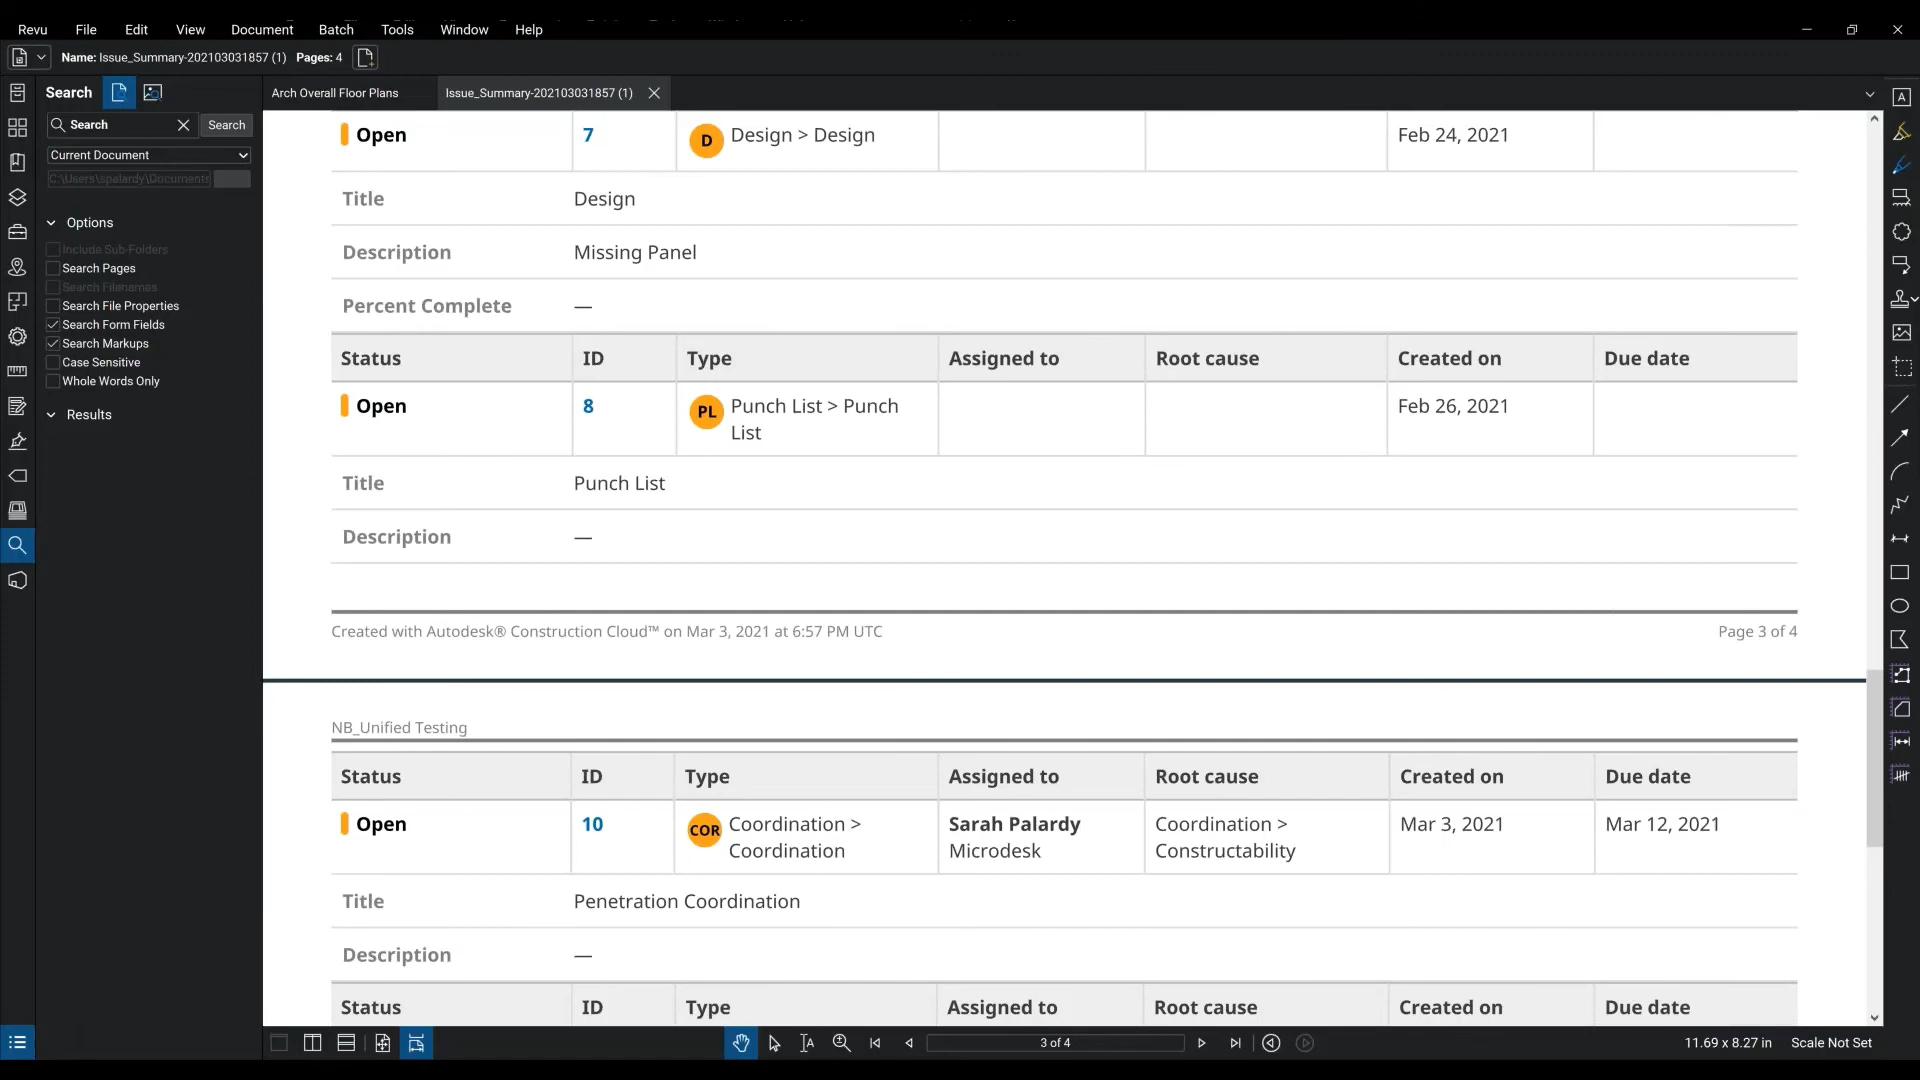 Revu File Edit View Document Batch Tools Window Help
Name: Issue_Summary-202103031857 (1) Pages: 4
Search
Arch Overall Floor Plans Issue_Summary-202103031857 (1)
Search Search
Current Document
C:\Users\spalardy\Documents
Options
Include Sub-Folders
Search Pages
Search Filenames
Search File Properties
Search Form Fields
Search Markups
Case Sensitive
Whole Words Only
Results
Open 7 D Design > Design Feb 24, 2021
Title Design
Description Missing Panel
Percent Complete —
Status ID Type Assigned to Root cause Created on Due date
Open 8 PL Punch List > Punch Feb 26, 2021
List
Title Punch List
Description —
Created with Autodesk® Construction Cloud™ on Mar 3, 2021 at 6:57 PM UTC Page 3 of 4
NB_Unified Testing
Status ID Type Assigned to Root cause Created on Due date
Open 10 COR Coordination > Sarah Palardy Coordination > Mar 3, 2021 Mar 12, 2021
Coordination Microdesk Constructability
Title Penetration Coordination
Description —
Status ID Type Assigned to Root cause Created on Due date
3 of 4
11.69 x 8.27 in Scale Not Set